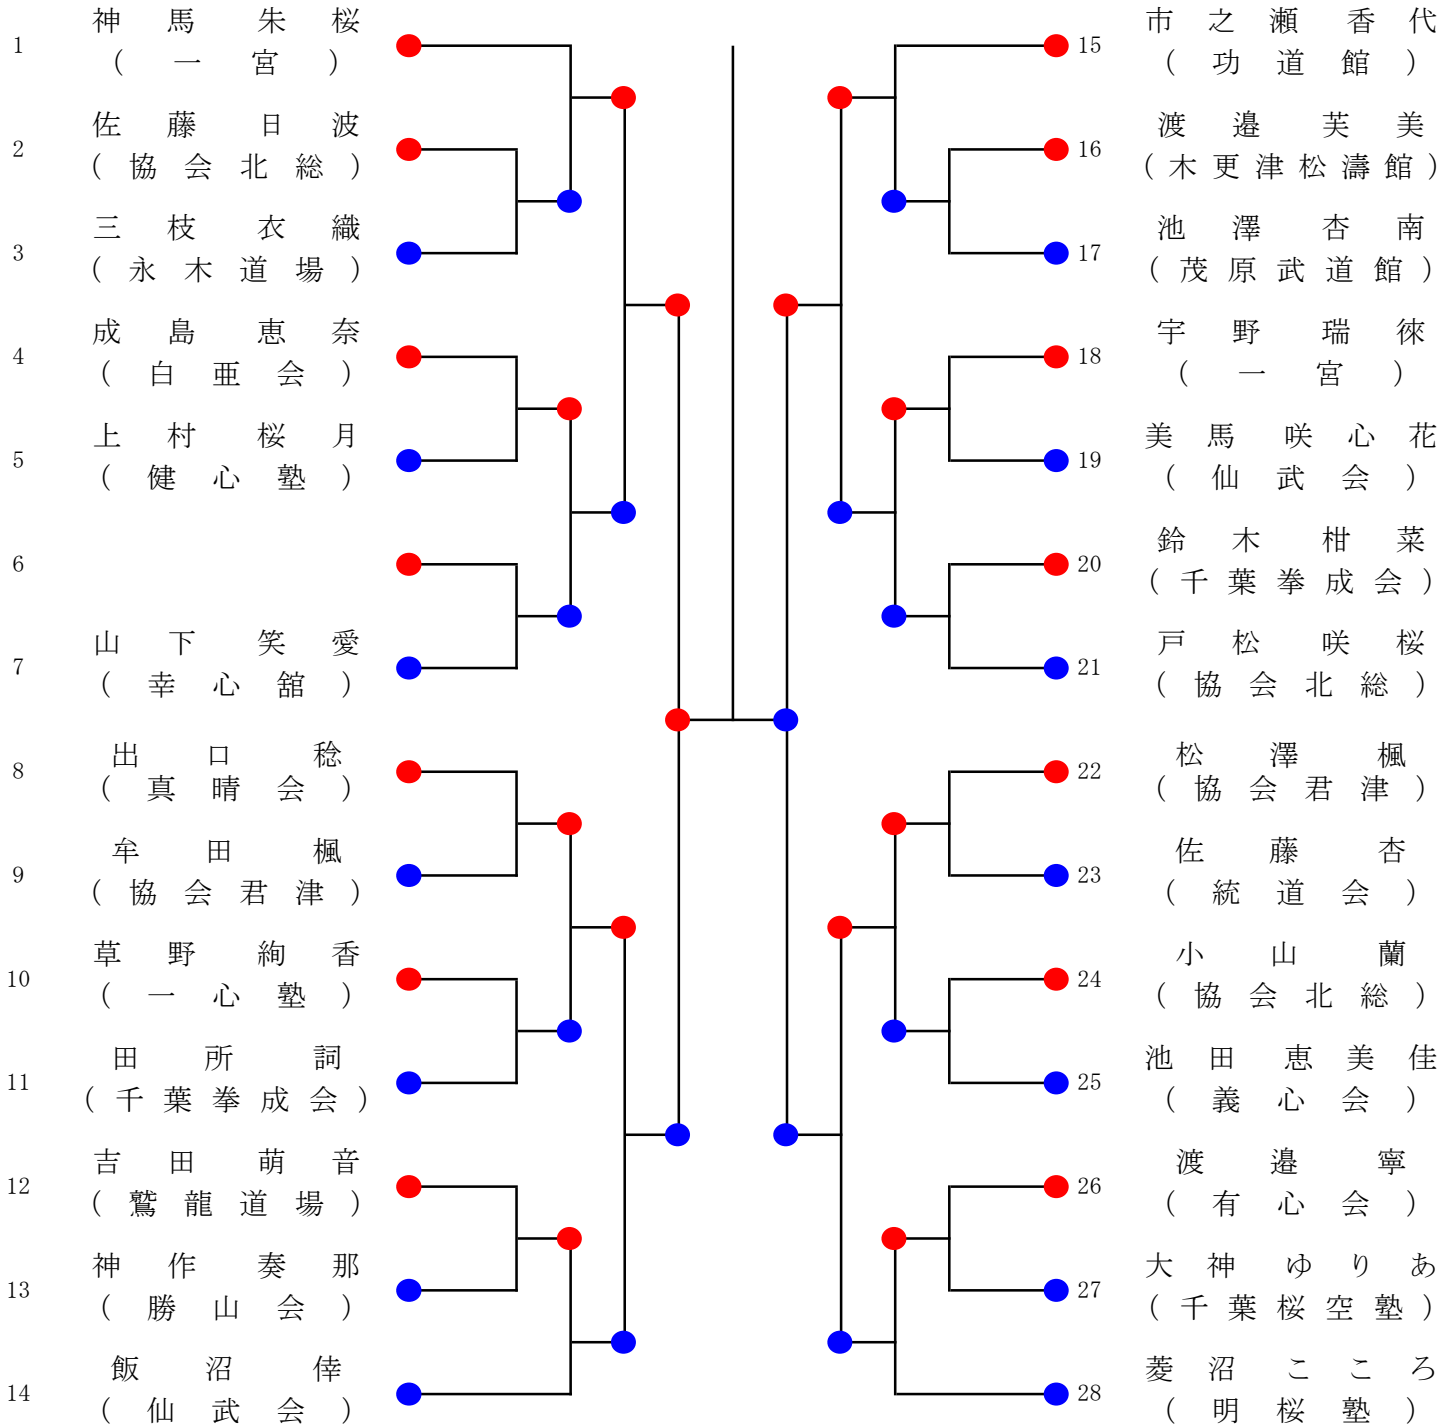 1 神馬 朱桜
(一宮)
2 佐藤 日波
(協会北総)
3 三枝 衣織
(永木道場)
4 成島 恵奈
(白亜会)
5 上村 桜月
(健心塾)
6
7 山下 笑愛
(幸心舘)
8 出口 稔
(真晴会)
9 牟田 楓
(協会君津)
10 草野 絢香
(一心塾)
11 田所 詞
(千葉拳成会)
12 吉田 萌音
(鷲龍道場)
13 神作 奏那
(勝山会)
14 飯沼 倖
(仙武会)
15 市之瀬 香代
(功道館)
16 渡邉 芙美
(木更津松濤館)
17 池澤 杏南
(茂原武道館)
18 宇野 瑞徠
(一宮)
19 美馬 咲心花
(仙武会)
20 鈴木 柑菜
(千葉拳成会)
21 戸松 咲桜
(協会北総)
22 松澤 楓
(協会君津)
23 佐藤 杏
(統道会)
24 小山 蘭
(協会北総)
25 池田 恵美佳
(義心会)
26 渡邉 寧
(有心会)
27 大神 ゆりあ
(千葉桜空塾)
28 菱沼 こころ
(明桜塾)